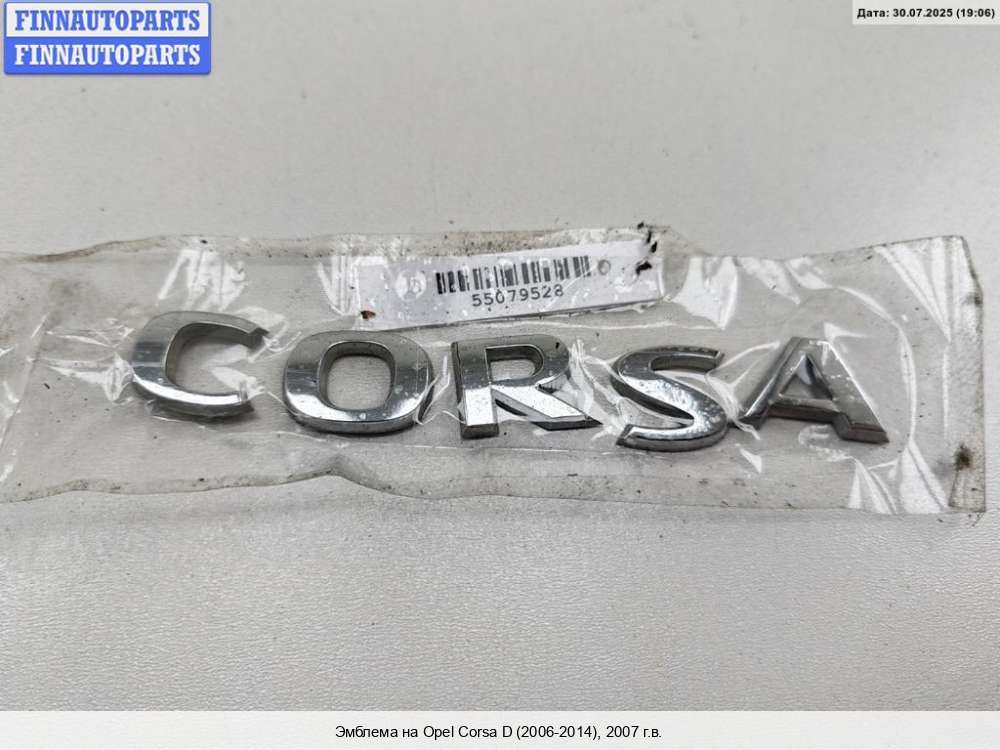 FINNAUTOPARTS
FINNAUTOPARTS
Дата: 30.07.2025 (19:06)
55079528
CORSA
Эмблема на Opel Corsa D (2006-2014), 2007 г.в.